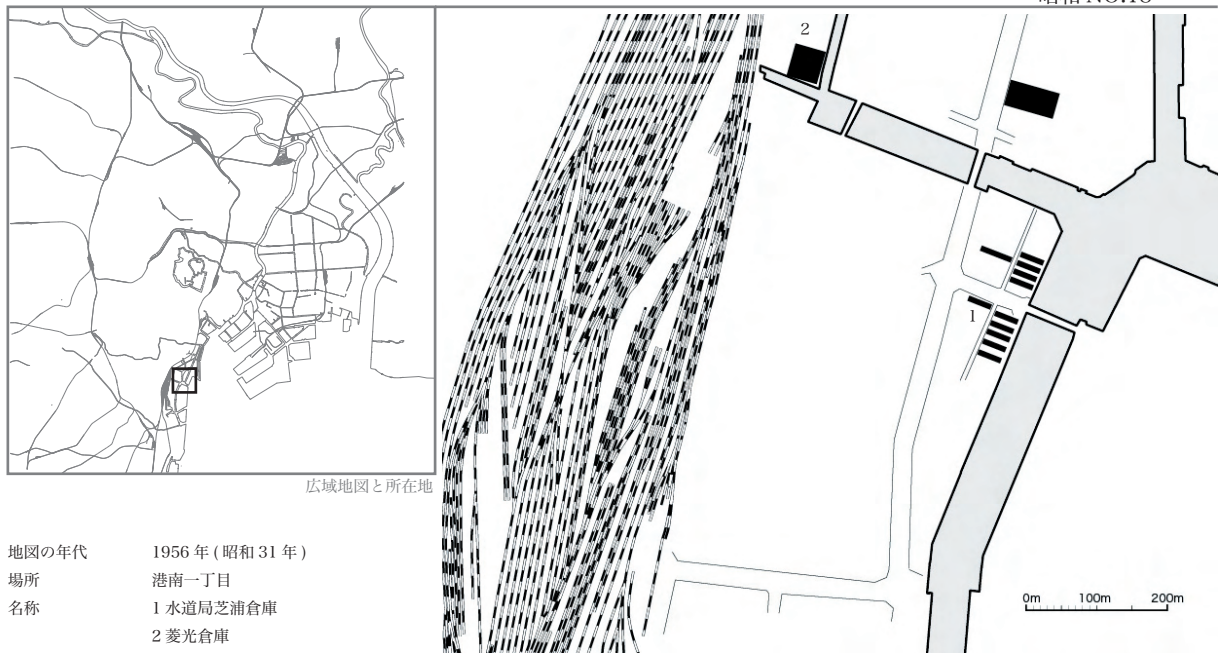 2
1
広域地図と所在地
地図の年代 1956 年 ( 昭和 31 年 )
場所 港南一丁目
名称 1 水道局芝浦倉庫
2 菱光倉庫
0m 100m 200m